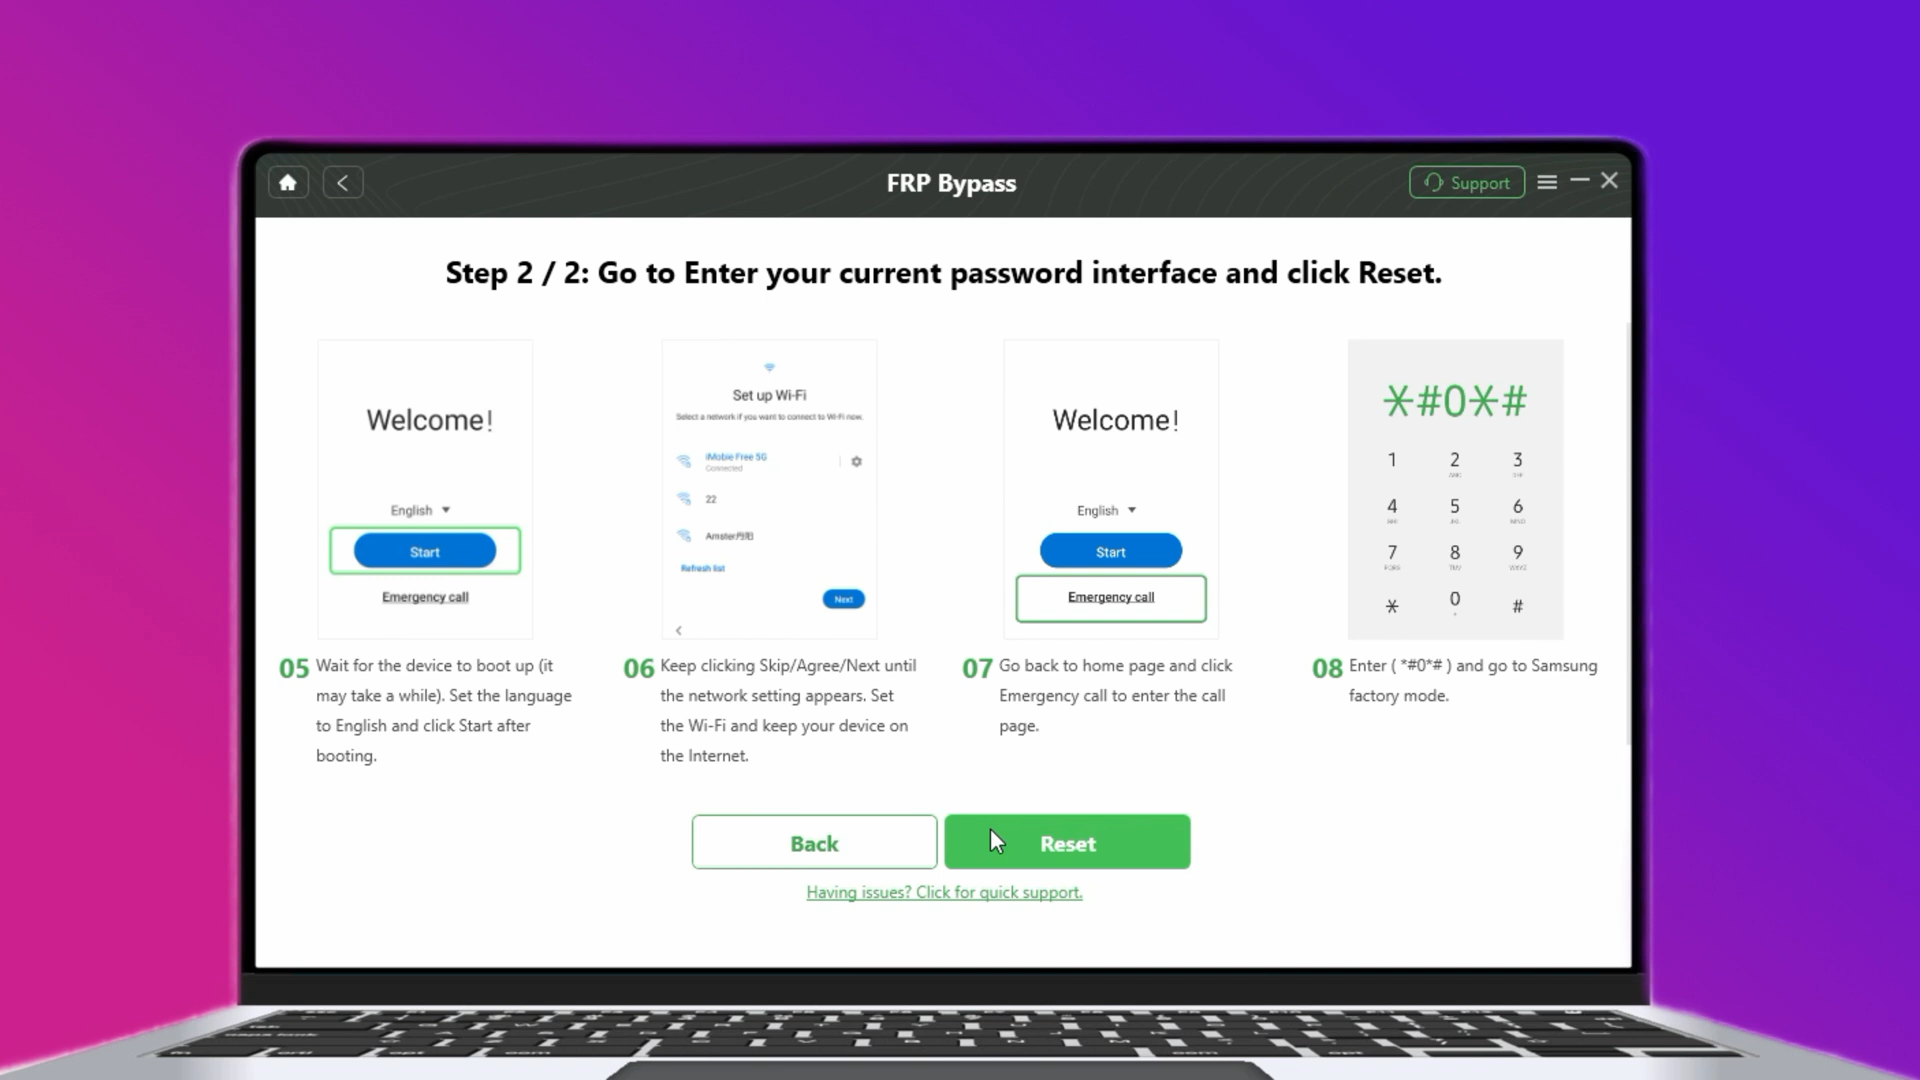 FRP Bypass
Support
Step 2 / 2: Go to Enter your current password interface and click Reset.
Welcome!
English
Start
Emergency call
Set up Wi-Fi
Select a network if you want to connect to Wi-Fi now.
iMobie Free 5G
Connected
22
Refresh list
Next
Welcome!
English
Start
Emergency call
*#0*#
1 2 3
4 5 6
7 8 9
* 0 #
05 Wait for the device to boot up (it
may take a while). Set the language
to English and click Start after
booting.
06 Keep clicking Skip/Agree/Next until
the network setting appears. Set
the Wi-Fi and keep your device on
the Internet.
07 Go back to home page and click
Emergency call to enter the call
page.
08 Enter ( *#0*# ) and go to Samsung
factory mode.
Back
Reset
Having issues? Click for quick support.